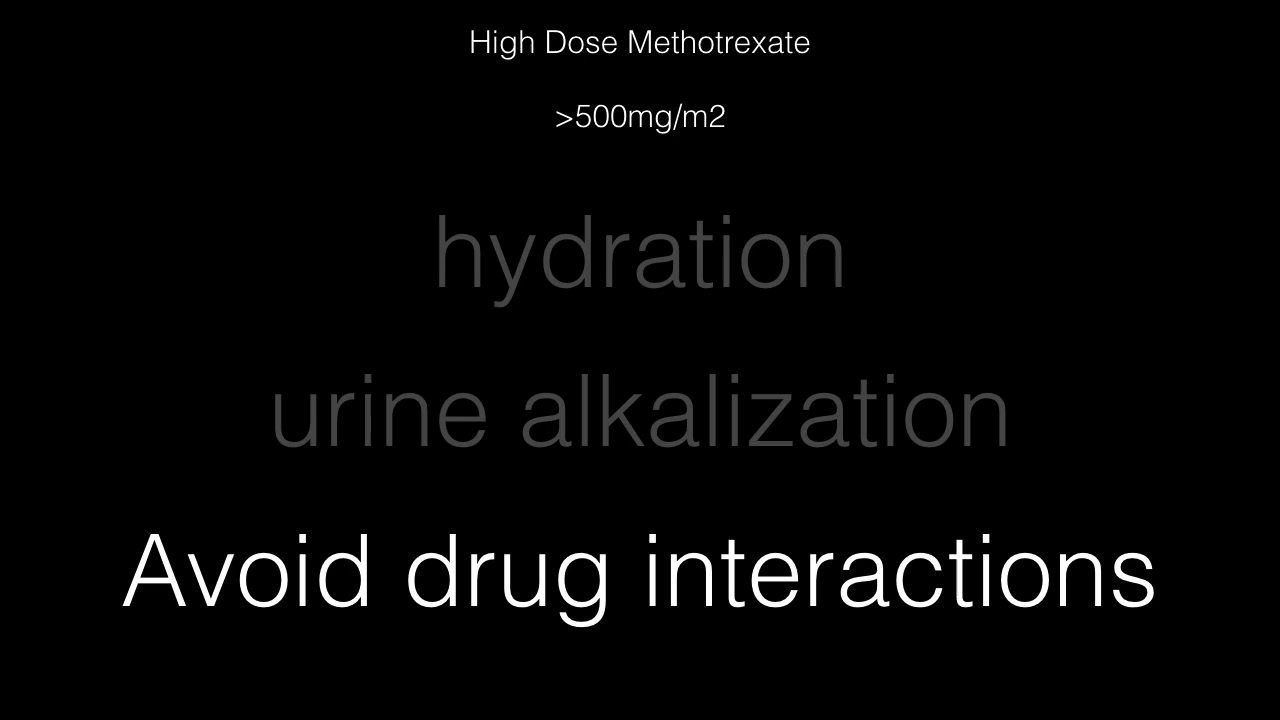 High Dose Methotrexate
>500mg/m2
hydration
urine alkalization
Avoid drug interactions